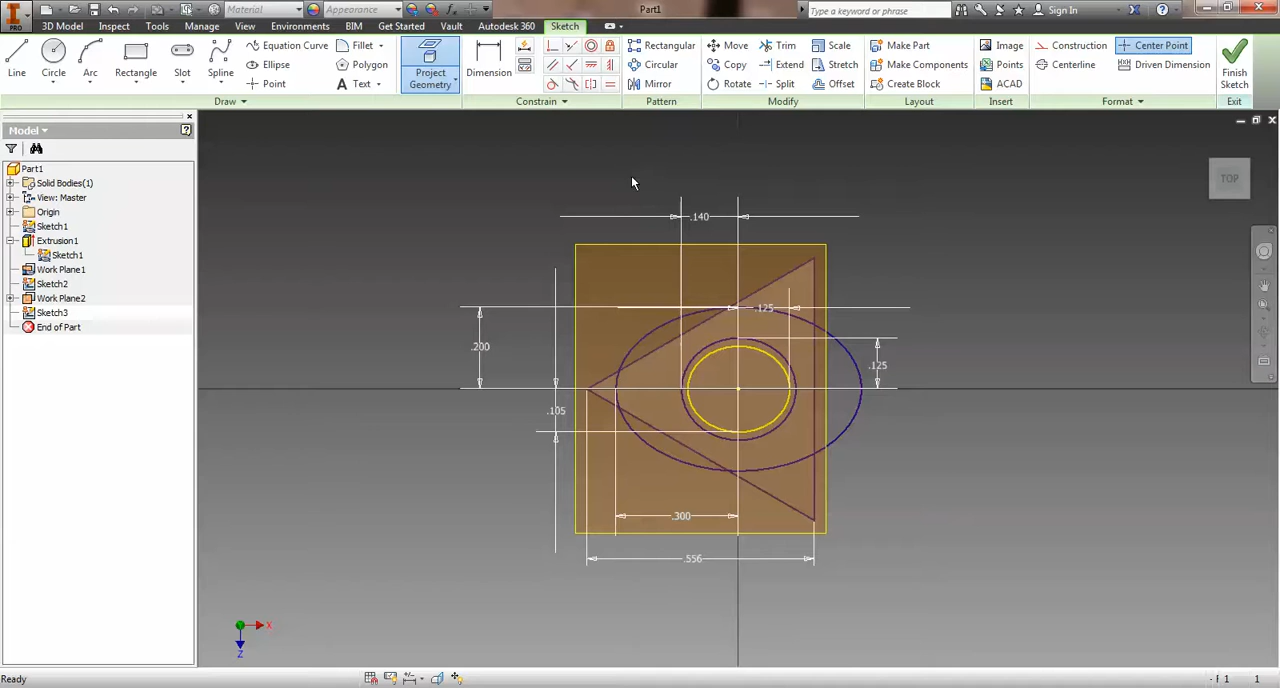 PRO
Material
Appearance
Part1
Type a keyword or phrase
Sign In
3D Model
Inspect
Tools
Manage
View
Environments
BIM
Get Started
Vault
Autodesk 360
Sketch
Line
Circle
Arc
Rectangle
Slot
Spline
Equation Curve
Ellipse
Point
Fillet
Polygon
Text
Project Geometry
Dimension
Rectangular
Circular
Mirror
Move
Copy
Rotate
Trim
Extend
Split
Scale
Stretch
Offset
Make Part
Make Components
Create Block
Image
Points
ACAD
Construction
Centerline
Center Point
Driven Dimension
Finish Sketch
Draw
Constrain
Pattern
Modify
Layout
Insert
Format
Exit
Model
Part1
Solid Bodies(1)
View: Master
Origin
Sketch1
Extrusion1
Sketch1
Work Plane1
Sketch2
Work Plane2
Sketch3
End of Part
TOP
.140
.125
.200
.125
.105
.300
.556
X
Z
Ready
1
1